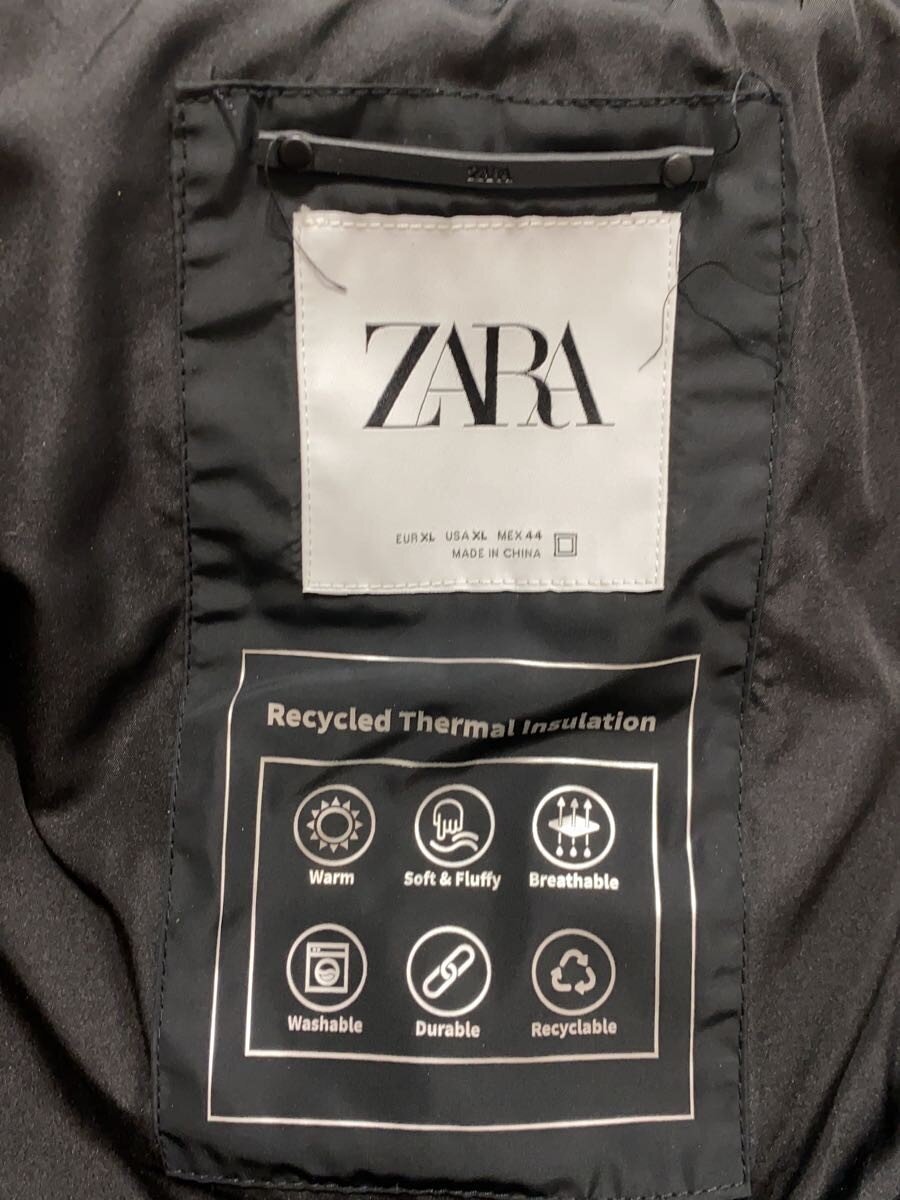 ZARA
ZARA
EUR XL USA XL MEX 44
MADE IN CHINA
Recycled Thermal Insulation
Warm
Soft & Fluffy
Breathable
Washable
Durable
Recyclable